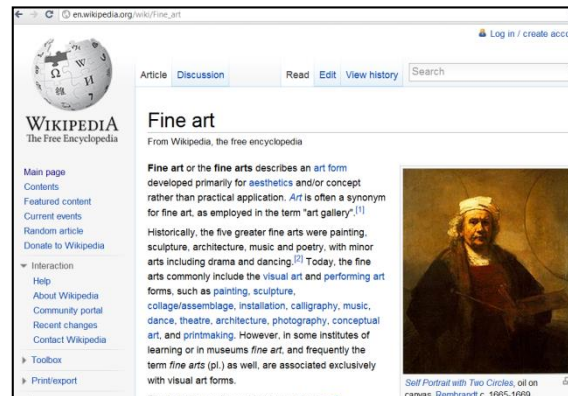 en.wikipedia.org/wiki/Fine_art
Log in / create acco
Article Discussion Read Edit View history Search
WIKIPEDIA
The Free Encyclopedia
Main page
Contents
Featured content
Current events
Random article
Donate to Wikipedia
Interaction
Help
About Wikipedia
Community portal
Recent changes
Contact Wikipedia
Toolbox
Print/export
Fine art
From Wikipedia, the free encyclopedia
Fine art or the fine arts describes an art form
developed primarily for aesthetics and/or concept
rather than practical application. Art is often a synonym
for fine art, as employed in the term "art gallery".[1]
Historically, the five greater fine arts were painting,
sculpture, architecture, music and poetry, with minor
arts including drama and dancing.[2] Today, the fine
arts commonly include the visual art and performing art
forms, such as painting, sculpture,
collage/assemblage, installation, calligraphy, music,
dance, theatre, architecture, photography, conceptual
art, and printmaking. However, in some institutes of
learning or in museums fine art, and frequently the
term fine arts (pl.) as well, are associated exclusively
with visual art forms.
Self Portrait with Two Circles, oil on
canvas, Rembrandt c. 1665-1669